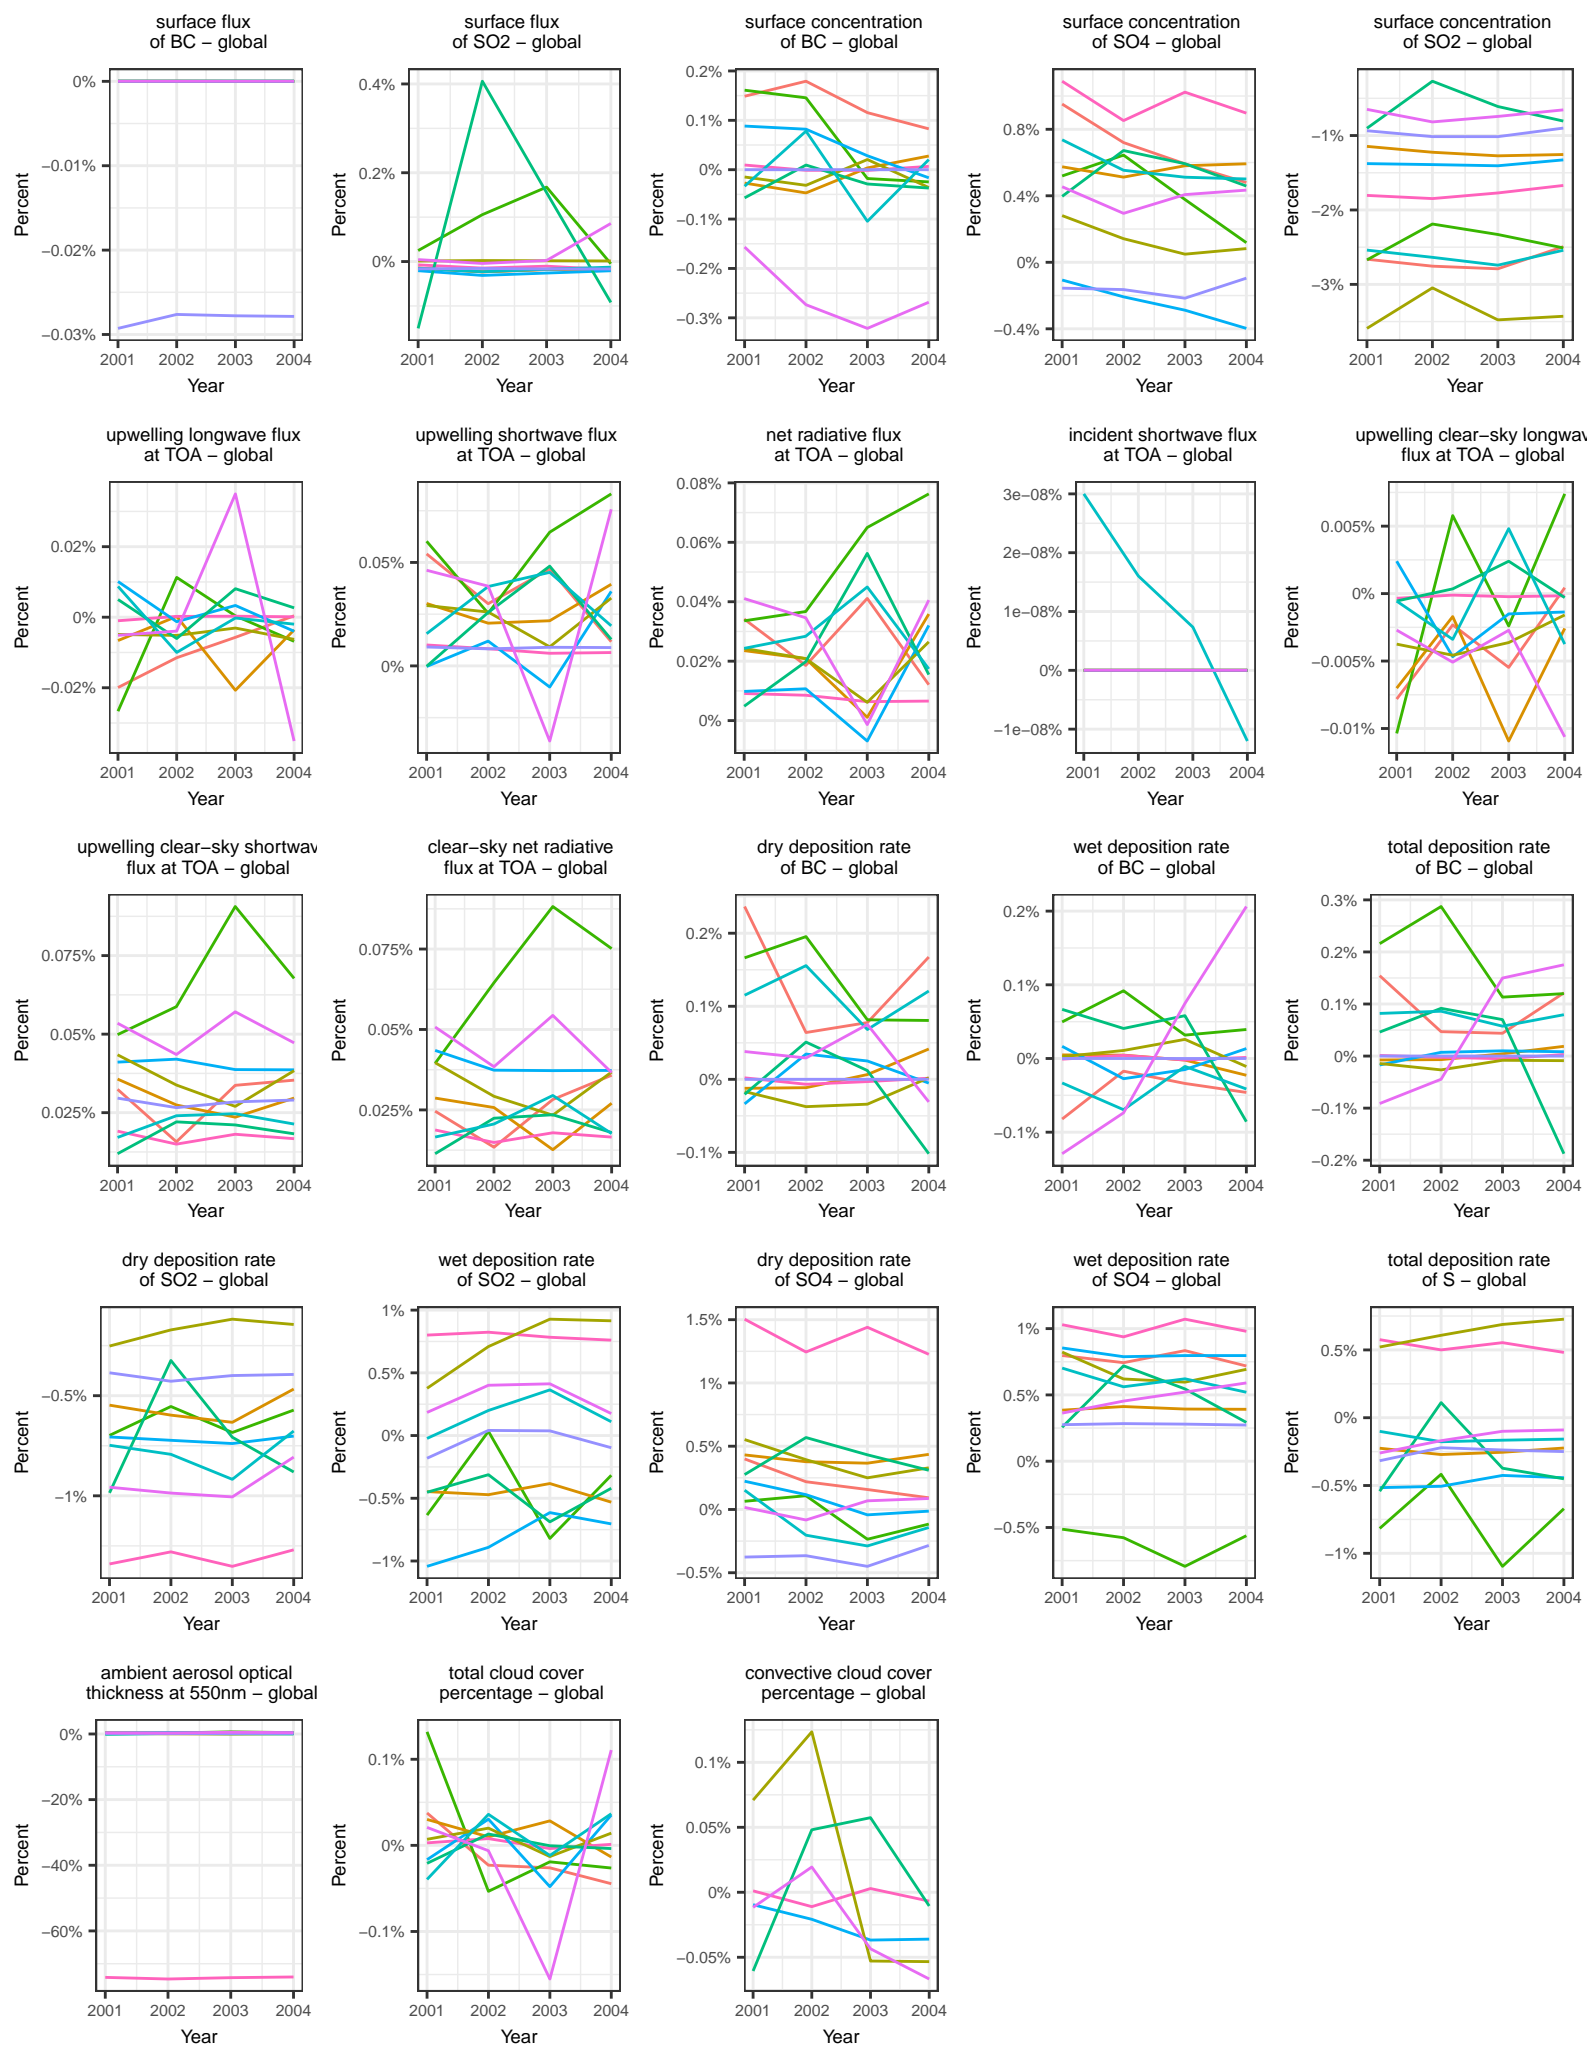 surface flux
of BC – global
surface flux
of SO2 – global
surface concentration
of BC – global
surface concentration
of SO4 – global
surface concentration
of SO2 – global
0%
−0.01%
−0.02%
−0.03%
Percent
2001 2002 2003 2004
Year
0.4%
0.2%
0%
Percent
2001 2002 2003 2004
Year
0.2%
0.1%
0%
−0.1%
−0.2%
−0.3%
Percent
2001 2002 2003 2004
Year
0.8%
0.4%
0%
−0.4%
Percent
2001 2002 2003 2004
Year
−1%
−2%
−3%
Percent
2001 2002 2003 2004
Year
upwelling longwave flux
at TOA – global
upwelling shortwave flux
at TOA – global
net radiative flux
at TOA – global
incident shortwave flux
at TOA – global
upwelling clear−sky longwav
flux at TOA – global
0.02%
0%
−0.02%
Percent
2001 2002 2003 2004
Year
0.05%
0%
Percent
2001 2002 2003 2004
Year
0.08%
0.06%
0.04%
0.02%
0%
Percent
2001 2002 2003 2004
Year
3e−08%
2e−08%
1e−08%
0%
−1e−08%
Percent
2001 2002 2003 2004
Year
0.005%
0%
−0.005%
−0.01%
Percent
2001 2002 2003 2004
Year
upwelling clear−sky shortwav
flux at TOA – global
clear−sky net radiative
flux at TOA – global
dry deposition rate
of BC – global
wet deposition rate
of BC – global
total deposition rate
of BC – global
0.075%
0.05%
0.025%
Percent
2001 2002 2003 2004
Year
0.075%
0.05%
0.025%
Percent
2001 2002 2003 2004
Year
0.2%
0.1%
0%
−0.1%
Percent
2001 2002 2003 2004
Year
0.2%
0.1%
0%
−0.1%
Percent
2001 2002 2003 2004
Year
0.3%
0.2%
0.1%
0%
−0.1%
−0.2%
Percent
2001 2002 2003 2004
Year
dry deposition rate
of SO2 – global
wet deposition rate
of SO2 – global
dry deposition rate
of SO4 – global
wet deposition rate
of SO4 – global
total deposition rate
of S – global
−0.5%
−1%
Percent
2001 2002 2003 2004
Year
1%
0.5%
0%
−0.5%
−1%
Percent
2001 2002 2003 2004
Year
1.5%
1%
0.5%
0%
−0.5%
Percent
2001 2002 2003 2004
Year
1%
0.5%
0%
−0.5%
Percent
2001 2002 2003 2004
Year
0.5%
0%
−0.5%
−1%
Percent
2001 2002 2003 2004
Year
ambient aerosol optical
thickness at 550nm – global
total cloud cover
percentage – global
convective cloud cover
percentage – global
0%
−20%
−40%
−60%
Percent
2001 2002 2003 2004
Year
0.1%
0%
−0.1%
Percent
2001 2002 2003 2004
Year
0.1%
0.05%
0%
−0.05%
Percent
2001 2002 2003 2004
Year